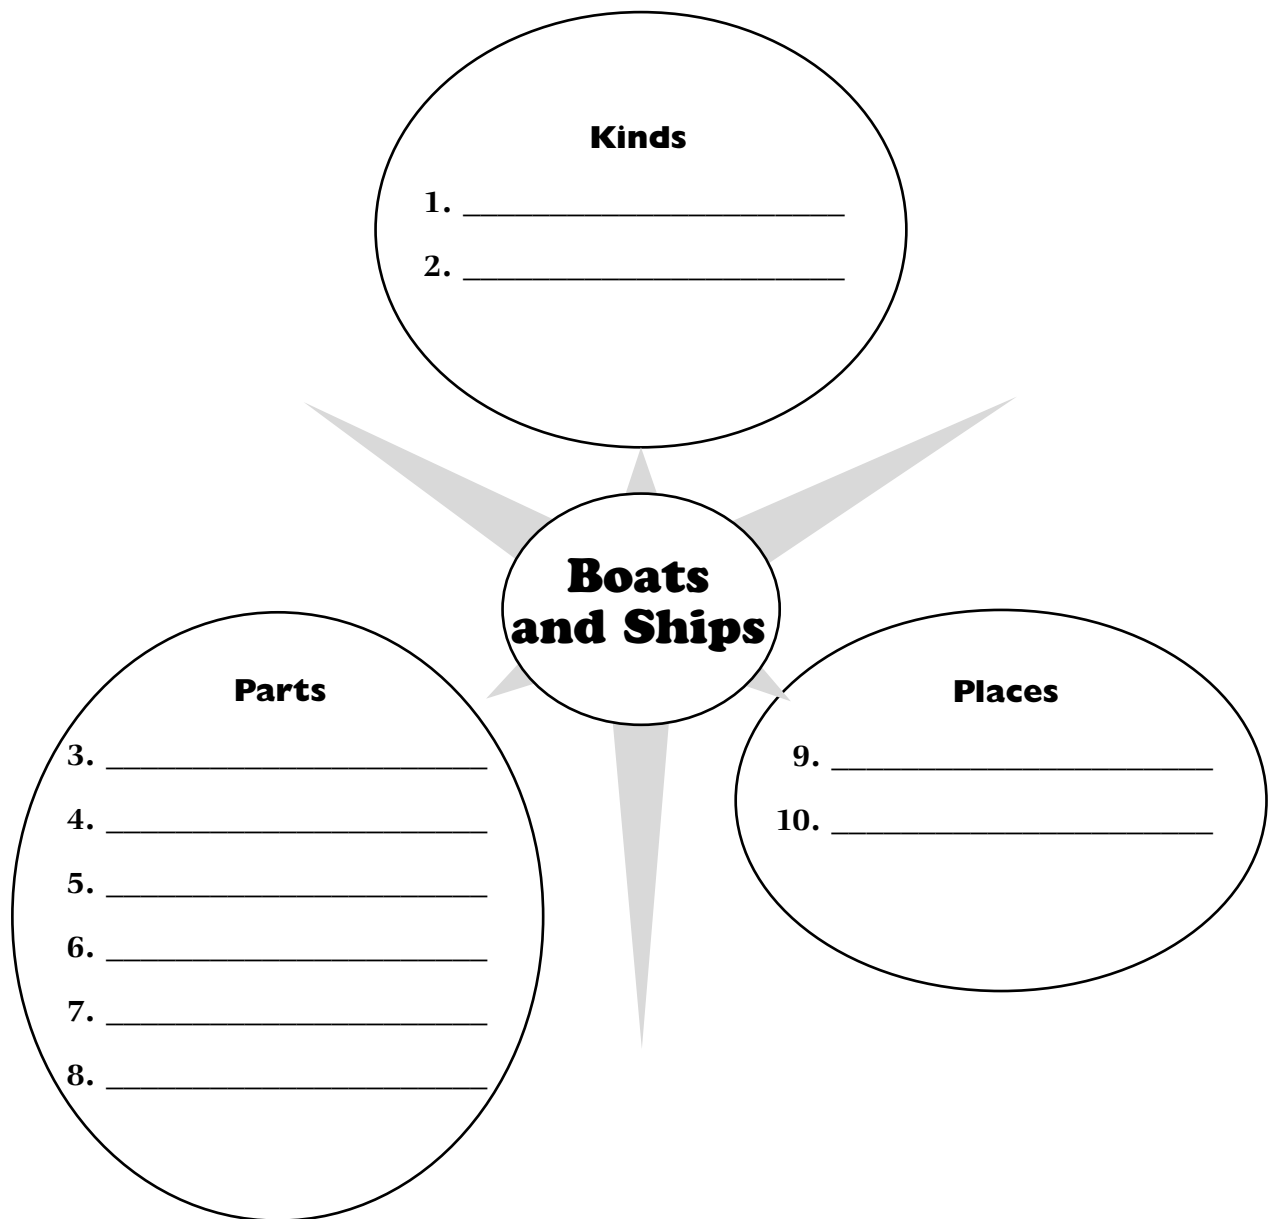 Kinds
1. ______________________
2. ______________________
Boats
and Ships
Parts
3. ______________________
4. ______________________
5. ______________________
6. ______________________
7. ______________________
8. ______________________
Places
9. ______________________
10. ______________________